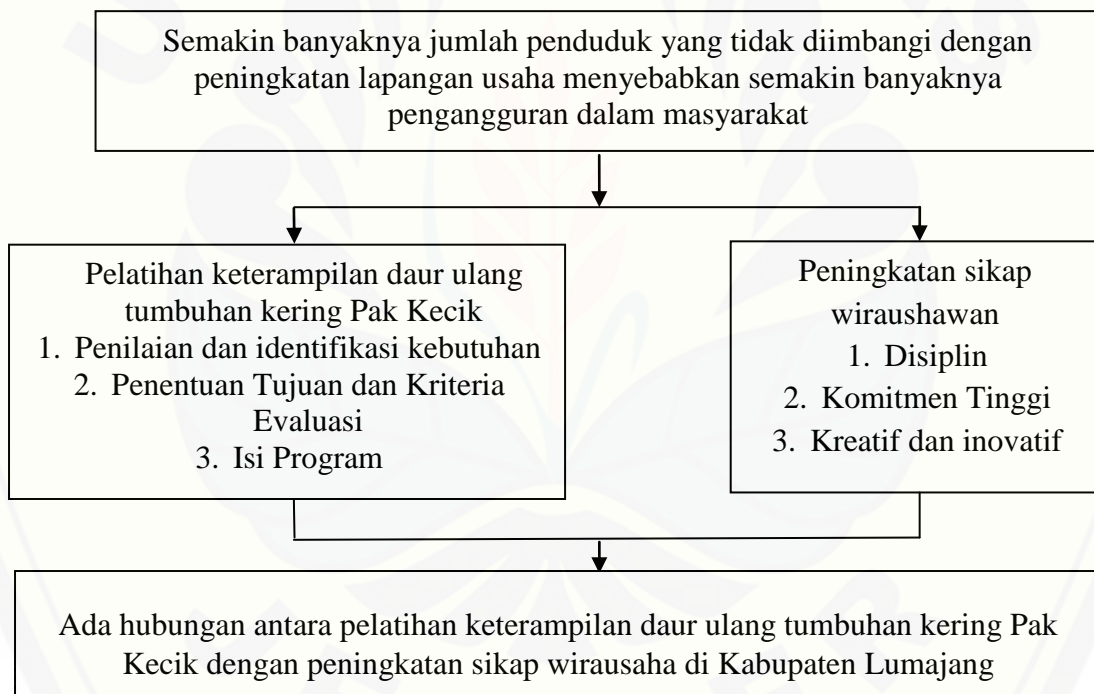 Semakin banyaknya jumlah penduduk yang tidak diimbangi dengan
peningkatan lapangan usaha menyebabkan semakin banyaknya
pengangguran dalam masyarakat
Pelatihan keterampilan daur ulang
tumbuhan kering Pak Kecik
1. Penilaian dan identifikasi kebutuhan
2. Penentuan Tujuan dan Kriteria
Evaluasi
3. Isi Program
Peningkatan sikap
wiraushawan
1. Disiplin
2. Komitmen Tinggi
3. Kreatif dan inovatif
Ada hubungan antara pelatihan keterampilan daur ulang tumbuhan kering Pak
Kecik dengan peningkatan sikap wirausaha di Kabupaten Lumajang